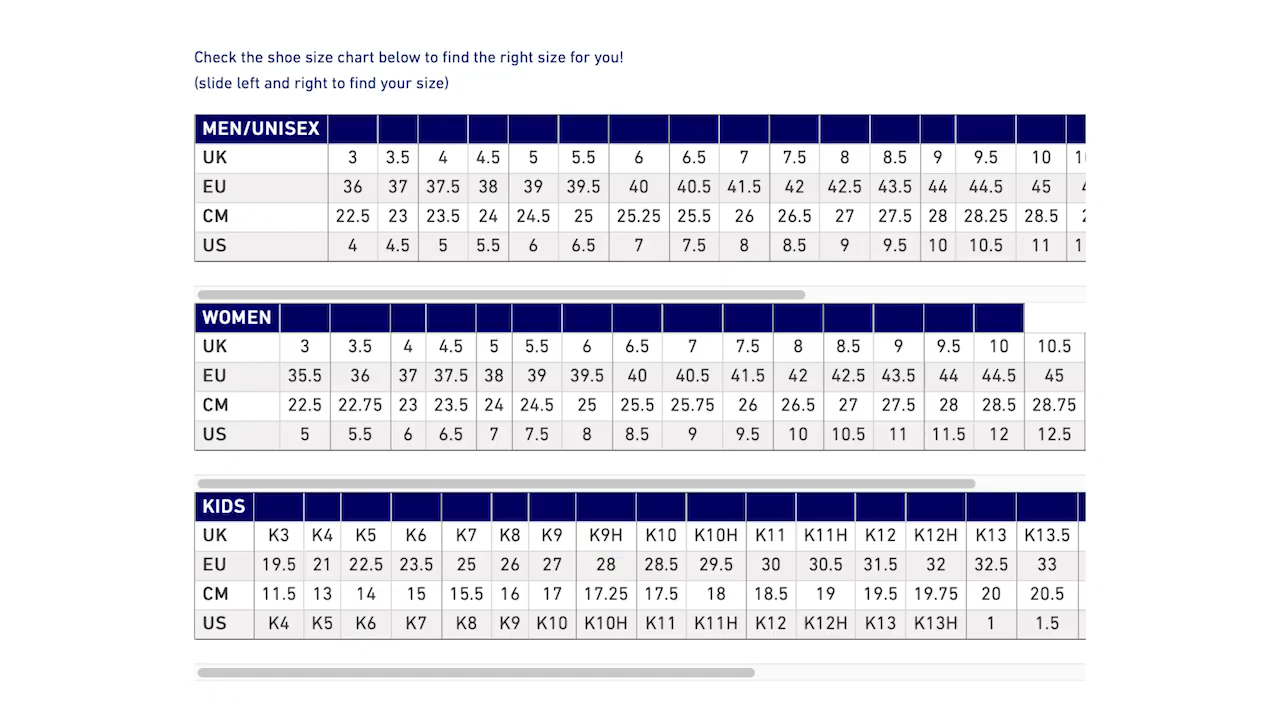 Check the shoe size chart below to find the right size for you!
(slide left and right to find your size)
MEN/UNISEX
UK 3 3.5 4 4.5 5 5.5 6 6.5 7 7.5 8 8.5 9 9.5 10
EU 36 37 37.5 38 39 39.5 40 40.5 41.5 42 42.5 43.5 44 44.5 45
CM 22.5 23 23.5 24 24.5 25 25.25 25.5 26 26.5 27 27.5 28 28.25 28.5
US 4 4.5 5 5.5 6 6.5 7 7.5 8 8.5 9 9.5 10 10.5 11
WOMEN
UK 3 3.5 4 4.5 5 5.5 6 6.5 7 7.5 8 8.5 9 9.5 10 10.5
EU 35.5 36 37 37.5 38 39 39.5 40 40.5 41.5 42 42.5 43.5 44 44.5 45
CM 22.5 22.75 23 23.5 24 24.5 25 25.5 25.75 26 26.5 27 27.5 28 28.5 28.75
US 5 5.5 6 6.5 7 7.5 8 8.5 9 9.5 10 10.5 11 11.5 12 12.5
KIDS
UK K3 K4 K5 K6 K7 K8 K9 K9H K10 K10H K11 K11H K12 K12H K13 K13.5
EU 19.5 21 22.5 23.5 25 26 27 28 28.5 29.5 30 30.5 31.5 32 32.5 33
CM 11.5 13 14 15 15.5 16 17 17.25 17.5 18 18.5 19 19.5 19.75 20 20.5
US K4 K5 K6 K7 K8 K9 K10 K10H K11 K11H K12 K12H K13 K13H 1 1.5